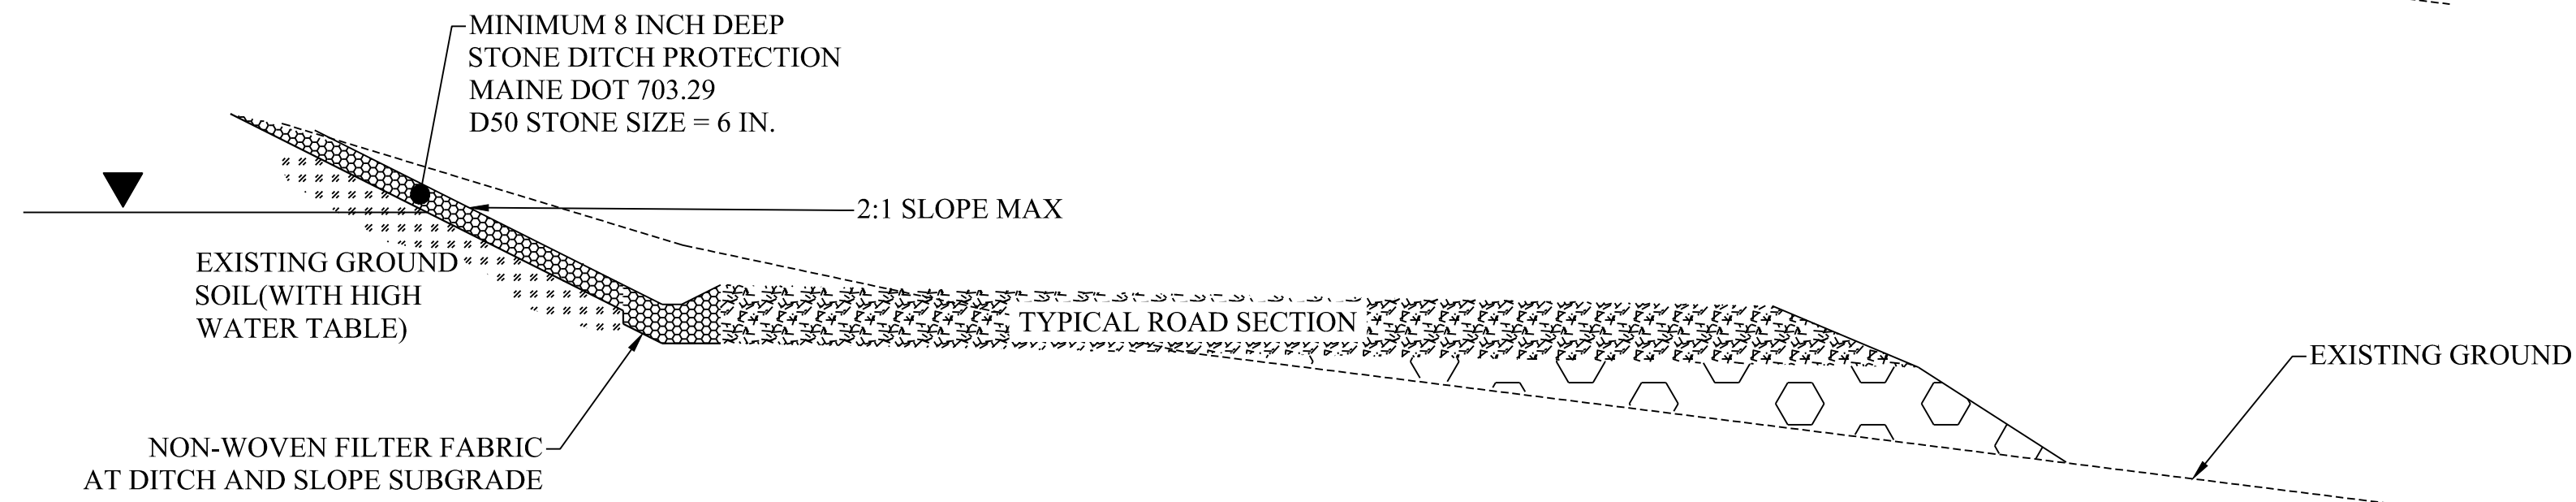 MINIMUM 8 INCH DEEP
STONE DITCH PROTECTION
MAINE DOT 703.29
D50 STONE SIZE = 6 IN.
2:1 SLOPE MAX
EXISTING GROUND
SOIL(WITH HIGH
WATER TABLE)
TYPICAL ROAD SECTION
EXISTING GROUND
NON-WOVEN FILTER FABRIC
AT DITCH AND SLOPE SUBGRADE